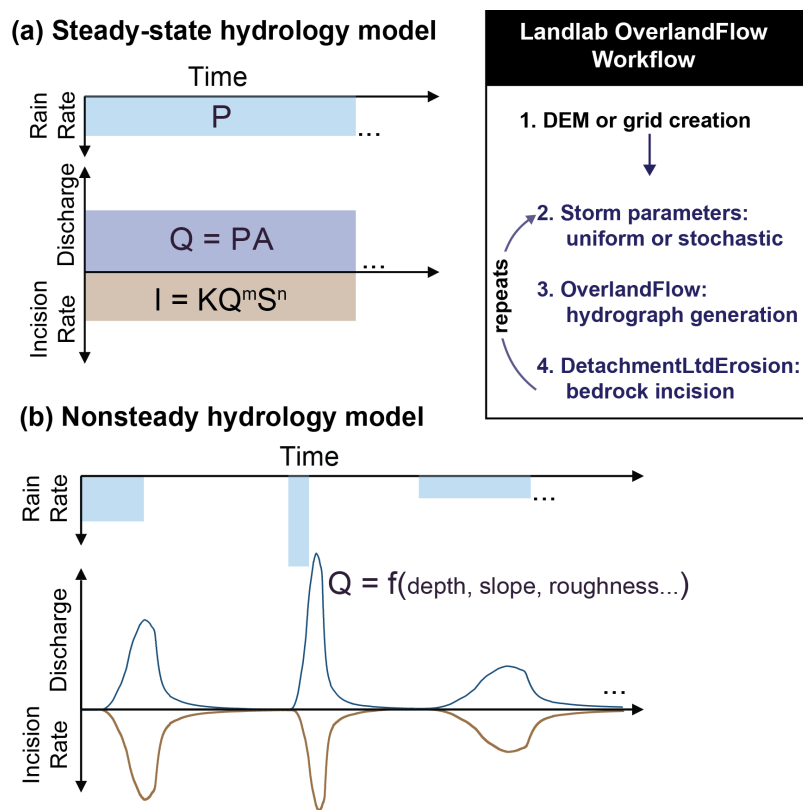 (a) Steady-state hydrology model
Time
Rain
Rate
P
...
Discharge
Q = PA
...
Incision
Rate
I = KQᵐSⁿ
Landlab OverlandFlow
Workflow
1. DEM or grid creation
2. Storm parameters:
uniform or stochastic
3. OverlandFlow:
hydrograph generation
4. DetachmentLtdErosion:
bedrock incision
repeats
(b) Nonsteady hydrology model
Time
Rain
Rate
...
Q = f(depth, slope, roughness...)
Discharge
...
Incision
Rate